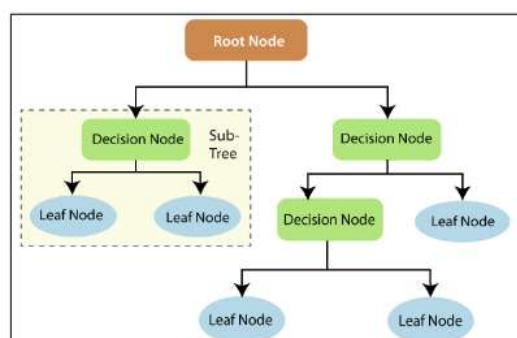 Root Node
Decision Node
Sub-
Tree
Decision Node
Leaf Node
Leaf Node
Decision Node
Leaf Node
Leaf Node
Leaf Node